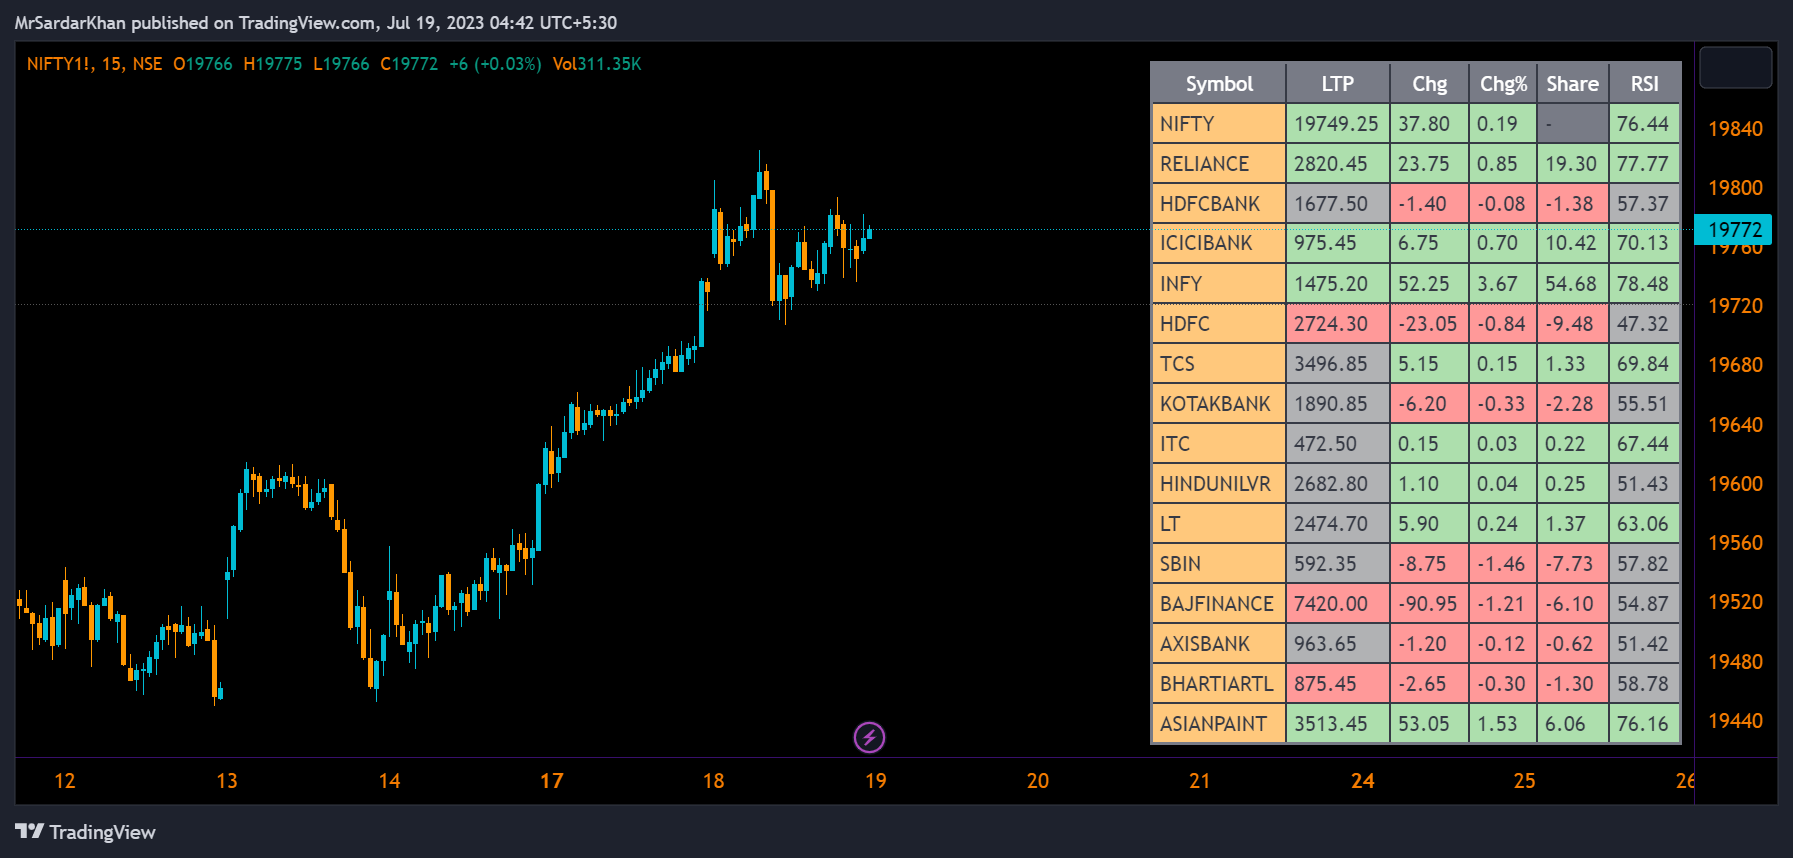 MrSardarKhan published on TradingView.com, Jul 19, 2023 04:42 UTC+5:30
NIFTY1!, 15, NSE O19766 H19775 L19766 C19772 +6 (+0.03%) Vol311.35K
Symbol LTP Chg Chg% Share RSI
NIFTY 19749.25 37.80 0.19 - 76.44
RELIANCE 2820.45 23.75 0.85 19.30 77.77
HDFCBANK 1677.50 -1.40 -0.08 -1.38 57.37
ICICIBANK 975.45 6.75 0.70 10.42 70.13
INFY 1475.20 52.25 3.67 54.68 78.48
HDFC 2724.30 -23.05 -0.84 -9.48 47.32
TCS 3496.85 5.15 0.15 1.33 69.84
KOTAKBANK 1890.85 -6.20 -0.33 -2.28 55.51
ITC 472.50 0.15 0.03 0.22 67.44
HINDUNILVR 2682.80 1.10 0.04 0.25 51.43
LT 2474.70 5.90 0.24 1.37 63.06
SBIN 592.35 -8.75 -1.46 -7.73 57.82
BAJFINANCE 7420.00 -90.95 -1.21 -6.10 54.87
AXISBANK 963.65 -1.20 -0.12 -0.62 51.42
BHARTIARTL 875.45 -2.65 -0.30 -1.30 58.78
ASIANPAINT 3513.45 53.05 1.53 6.06 76.16
19840
19800
19772
19760
19720
19680
19640
19600
19560
19520
19480
19440
12 13 14 17 18 19 20 21 24 25 26
TradingView